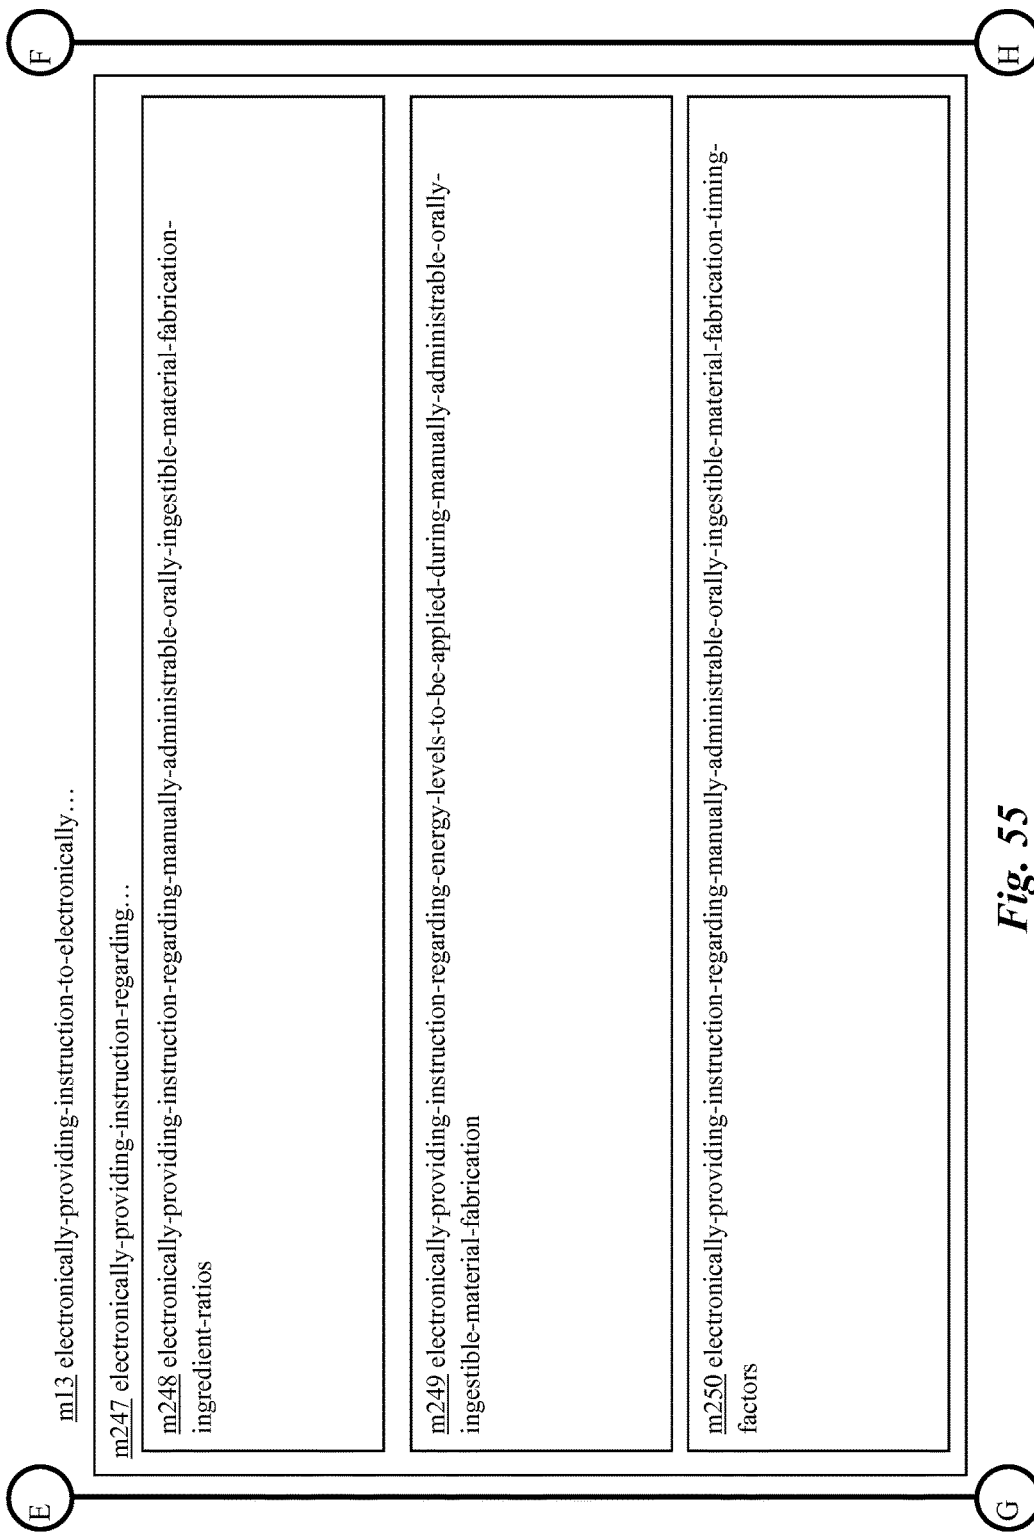 E
F
m13 electronically-providing-instruction-to-electronically…
m247 electronically-providing-instruction-regarding…
m248 electronically-providing-instruction-regarding-manually-administrable-orally-ingestible-material-fabrication-
ingredient-ratios
m249 electronically-providing-instruction-regarding-energy-levels-to-be-applied-during-manually-administrable-orally-
ingestible-material-fabrication
m250 electronically-providing-instruction-regarding-manually-administrable-orally-ingestible-material-fabrication-timing-
factors
G
H
Fig. 55